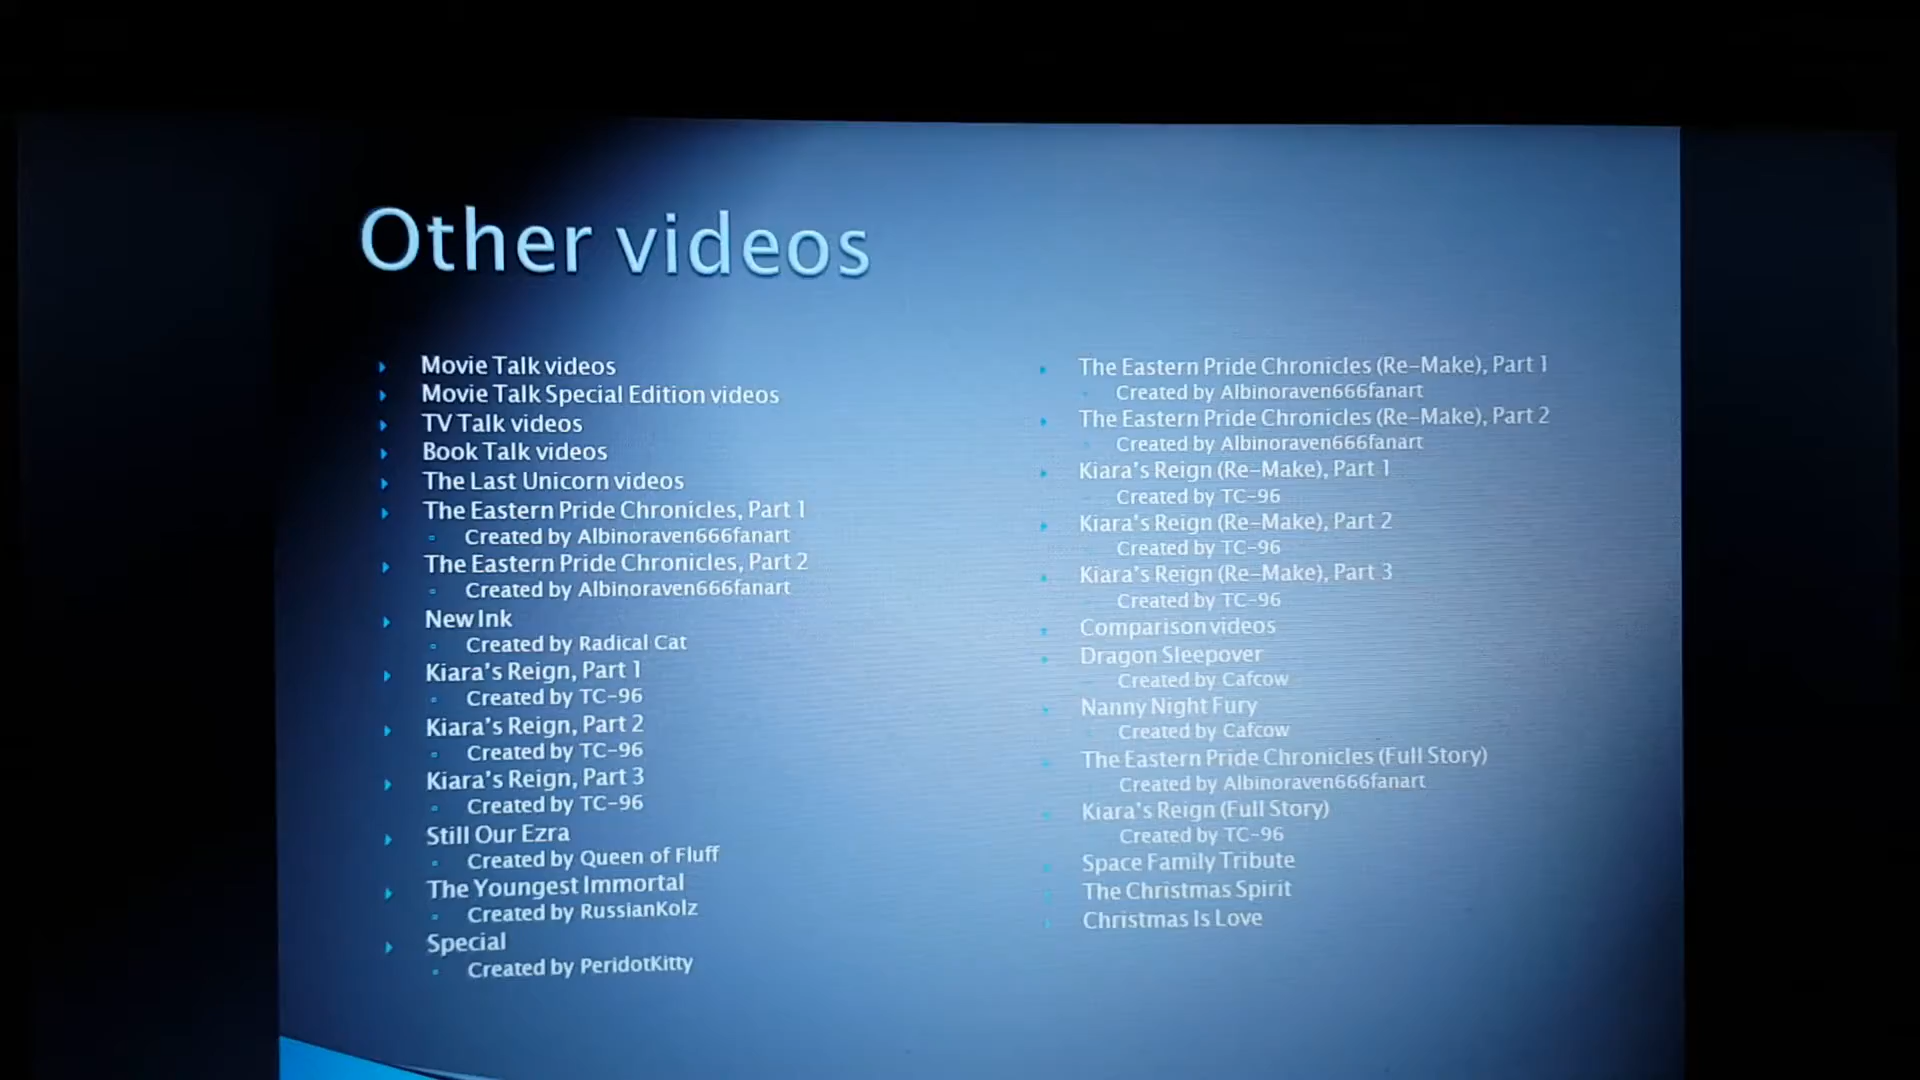 Other videos
Movie Talk videos
Movie Talk Special Edition videos
TV Talk videos
Book Talk videos
The Last Unicorn videos
The Eastern Pride Chronicles, Part 1
Created by Albinoraven666fanart
The Eastern Pride Chronicles, Part 2
Created by Albinoraven666fanart
New Ink
Created by Radical Cat
Kiara's Reign, Part 1
Created by TC-96
Kiara's Reign, Part 2
Created by TC-96
Kiara's Reign, Part 3
Created by TC-96
Still Our Ezra
Created by Queen of Fluff
The Youngest Immortal
Created by RussianKolz
Special
Created by PeridotKitty
The Eastern Pride Chronicles (Re-Make), Part 1
Created by Albinoraven666fanart
The Eastern Pride Chronicles (Re-Make), Part 2
Created by Albinoraven666fanart
Kiara's Reign (Re-Make), Part 1
Created by TC-96
Kiara's Reign (Re-Make), Part 2
Created by TC-96
Kiara's Reign (Re-Make), Part 3
Created by TC-96
Comparison videos
Dragon Sleepover
Created by Cafcow
Nanny Night Fury
Created by Cafcow
The Eastern Pride Chronicles (Full Story)
Created by Albinoraven666fanart
Kiara's Reign (Full Story)
Created by TC-96
Space Family Tribute
The Christmas Spirit
Christmas Is Love